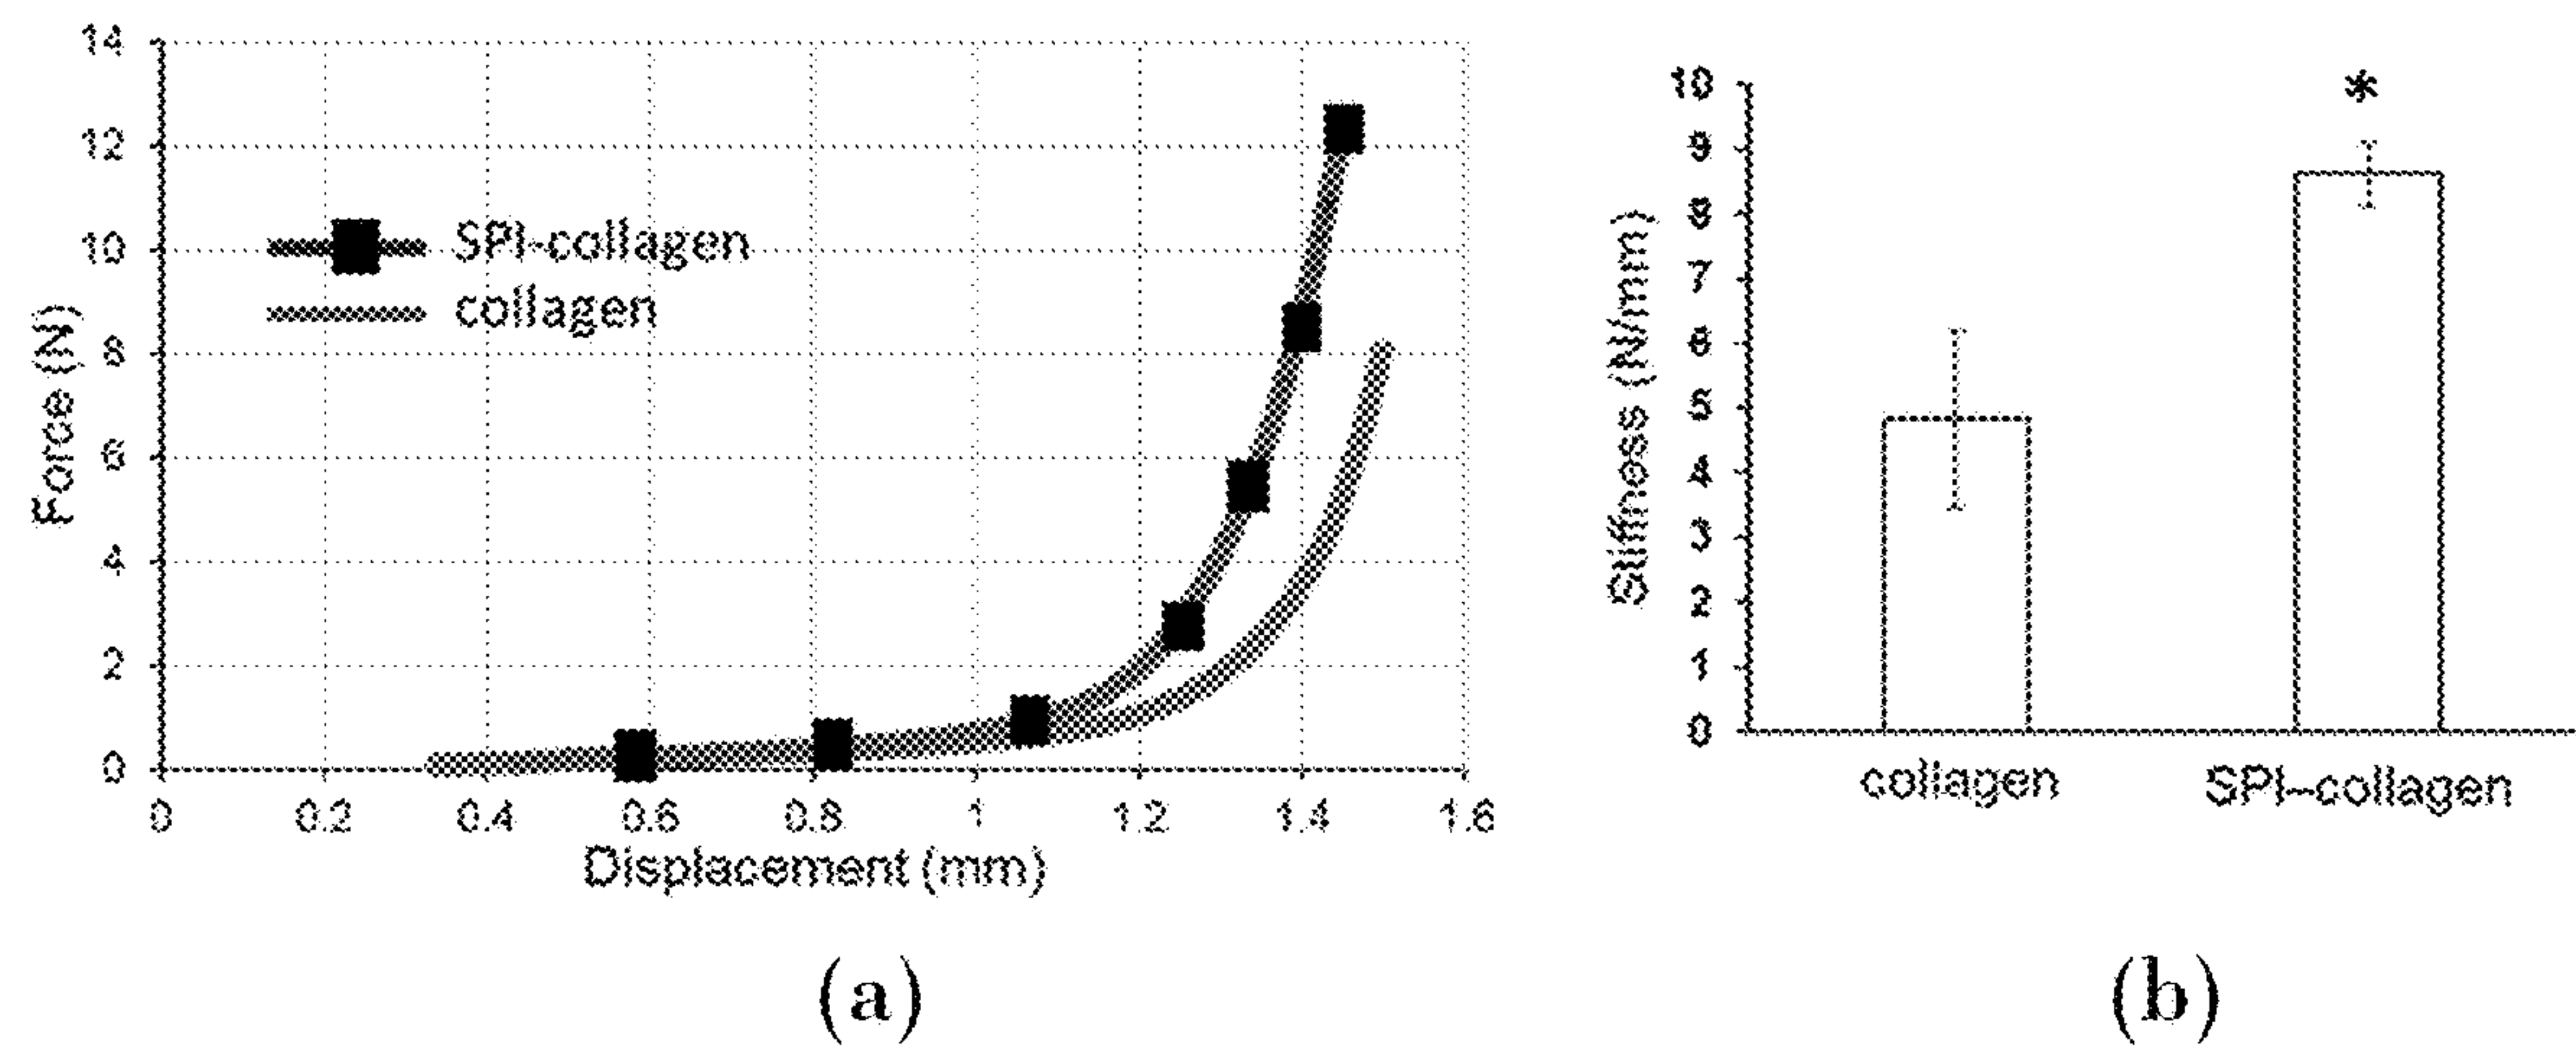 14
12
10
8
6
4
2
0
Force (N)
SPI-collagen
collagen
0 0.2 0.4 0.6 0.8 1 1.2 1.4 1.6
Displacement (mm)
(a)
10
9
8
7
6
5
4
3
2
1
0
Stiffness (N/mm)
*
collagen SPI-collagen
(b)